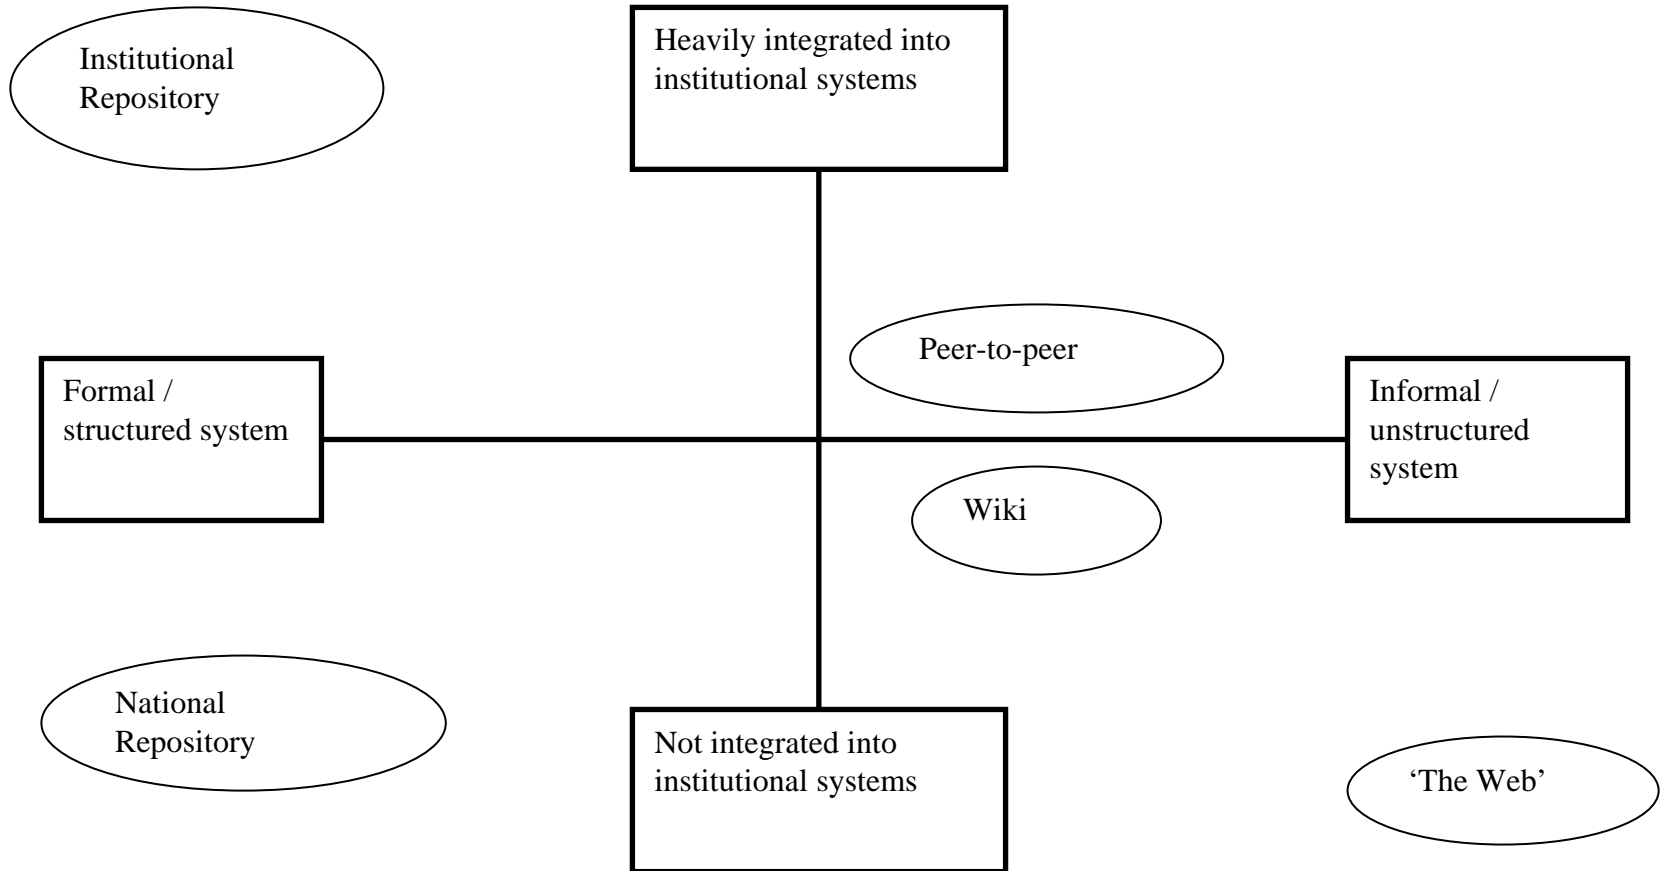 Institutional
Repository
Heavily integrated into
institutional systems
Peer-to-peer
Formal /
structured system
Informal /
unstructured
system
Wiki
National
Repository
Not integrated into
institutional systems
‘The Web’